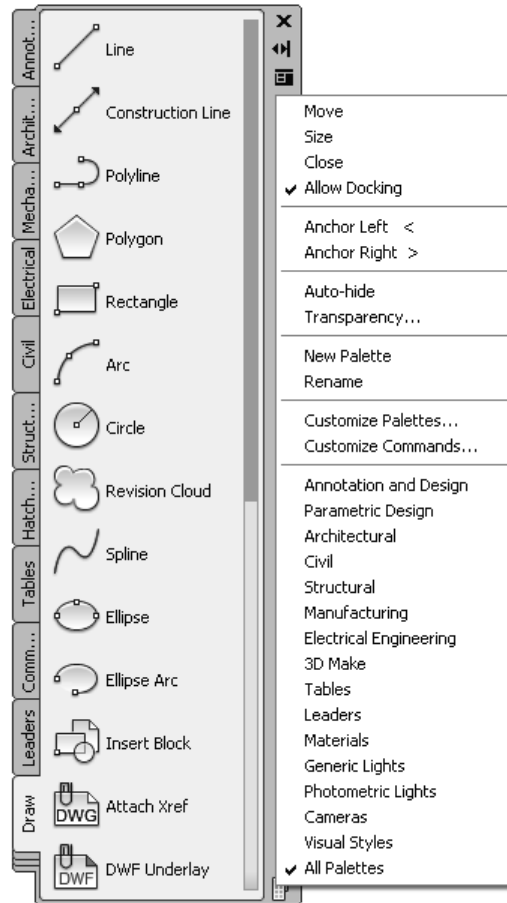 Annot...
Archit...
Mecha...
Electrical
Civil
Struct...
Hatch...
Tables
Comm...
Leaders
Draw
Line
Construction Line
Polyline
Polygon
Rectangle
Arc
Circle
Revision Cloud
Spline
Ellipse
Ellipse Arc
Insert Block
DWG
Attach Xref
DWF
DWF Underlay
Move
Size
Close
Allow Docking
Anchor Left <
Anchor Right >
Auto-hide
Transparency...
New Palette
Rename
Customize Palettes...
Customize Commands...
Annotation and Design
Parametric Design
Architectural
Civil
Structural
Manufacturing
Electrical Engineering
3D Make
Tables
Leaders
Materials
Generic Lights
Photometric Lights
Cameras
Visual Styles
All Palettes